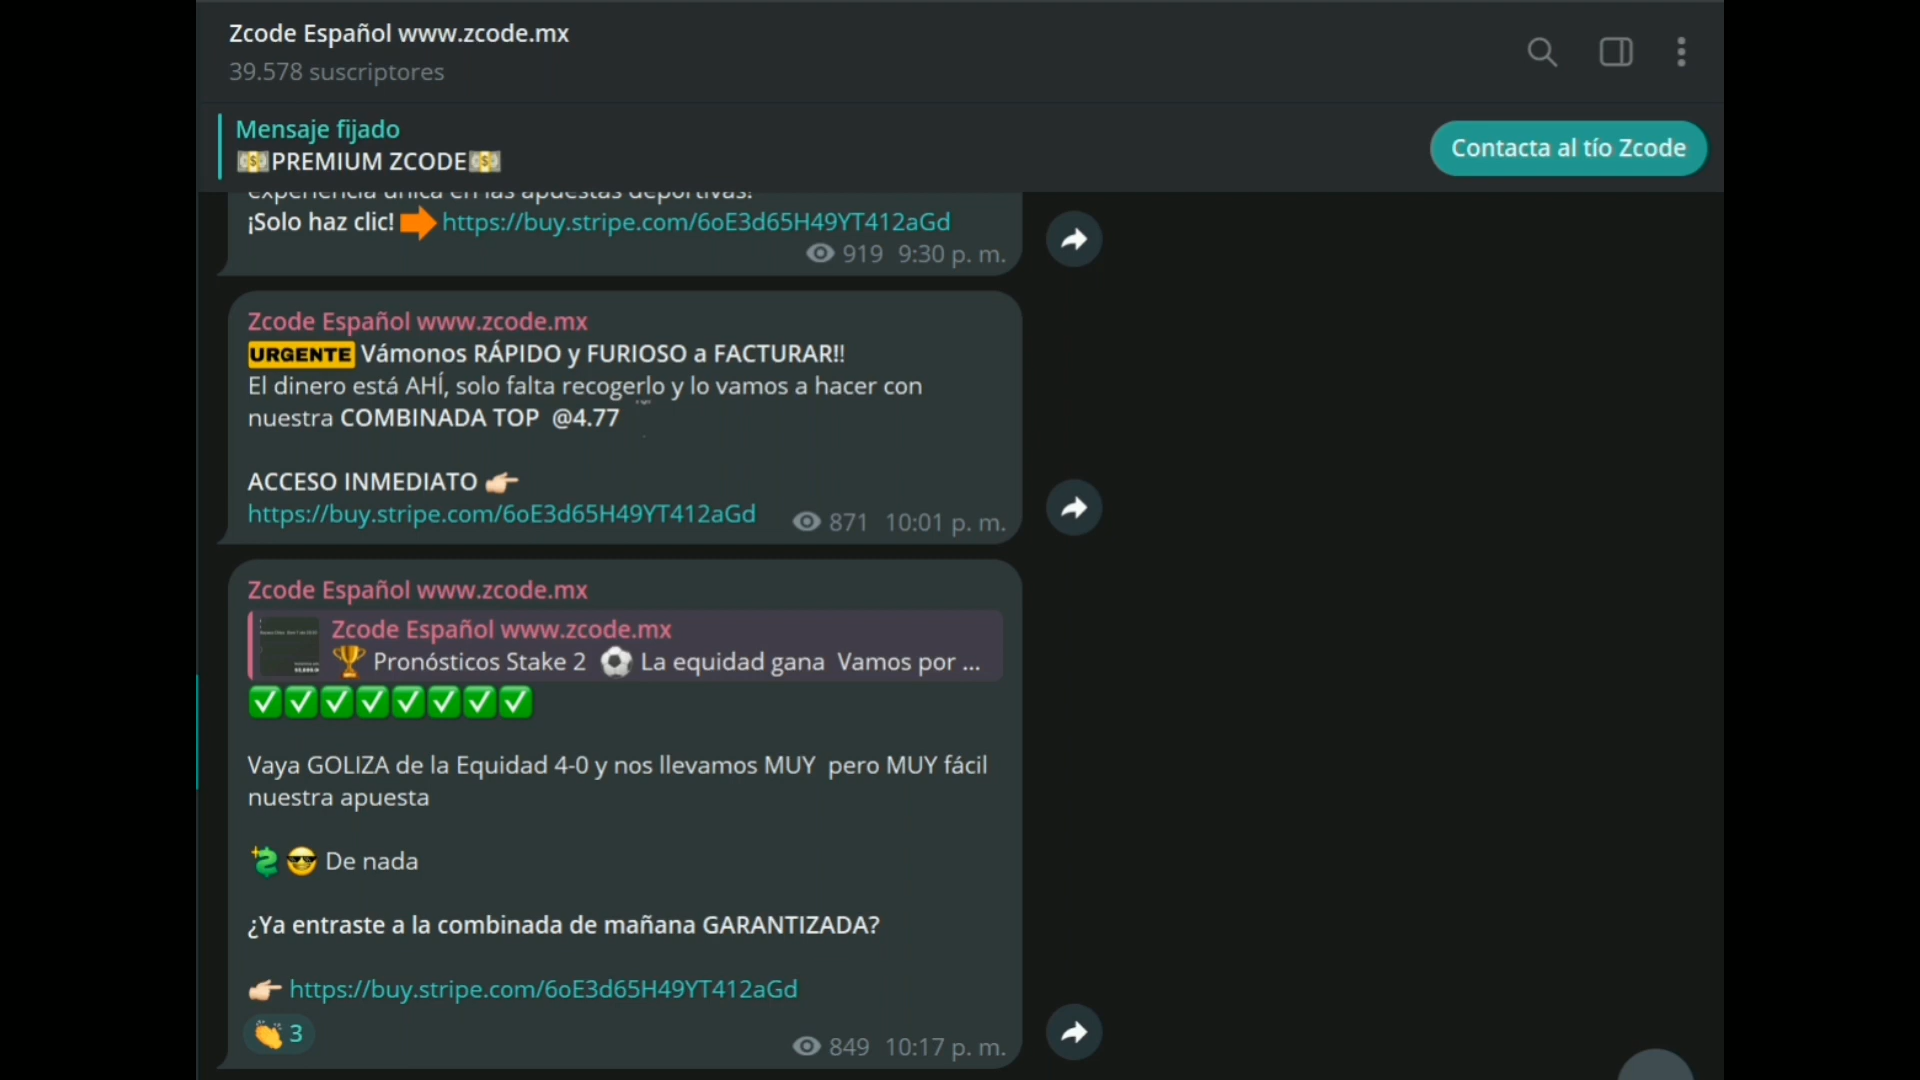 Zcode Español www.zcode.mx
39.578 suscriptores
Mensaje fijado
💵PREMIUM ZCODE💵
Contacta al tío Zcode
experiencia única en las apuestas deportivas!
¡Solo haz clic! ➡ https://buy.stripe.com/6oE3d65H49YT412aGd
919 9:30 p. m.
Zcode Español www.zcode.mx
URGENTE Vámonos RÁPIDO y FURIOSO a FACTURAR!!
El dinero está AHÍ, solo falta recogerlo y lo vamos a hacer con
nuestra COMBINADA TOP @4.77
ACCESO INMEDIATO 👉🏻
https://buy.stripe.com/6oE3d65H49YT412aGd
871 10:01 p. m.
Zcode Español www.zcode.mx
Zcode Español www.zcode.mx
🏆 Pronósticos Stake 2 ⚽ La equidad gana Vamos por ...
✅✅✅✅✅✅✅✅
Vaya GOLIZA de la Equidad 4-0 y nos llevamos MUY pero MUY fácil
nuestra apuesta
💲😎 De nada
¿Ya entraste a la combinada de mañana GARANTIZADA?
👉🏻 https://buy.stripe.com/6oE3d65H49YT412aGd
👏 3
849 10:17 p. m.